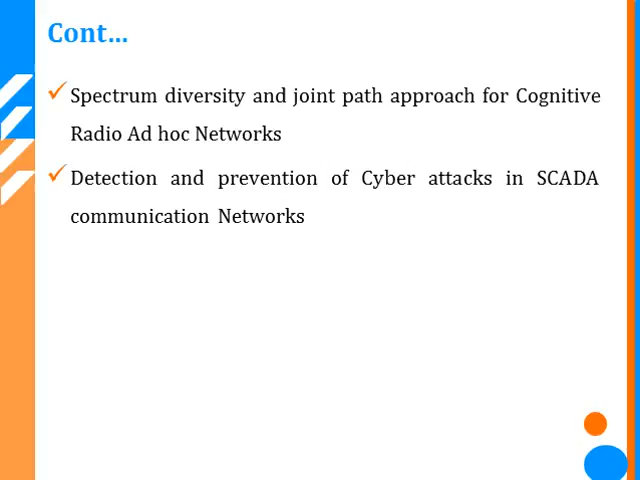 Cont…
Spectrum diversity and joint path approach for Cognitive
Radio Ad hoc Networks
Detection and prevention of Cyber attacks in SCADA
communication Networks